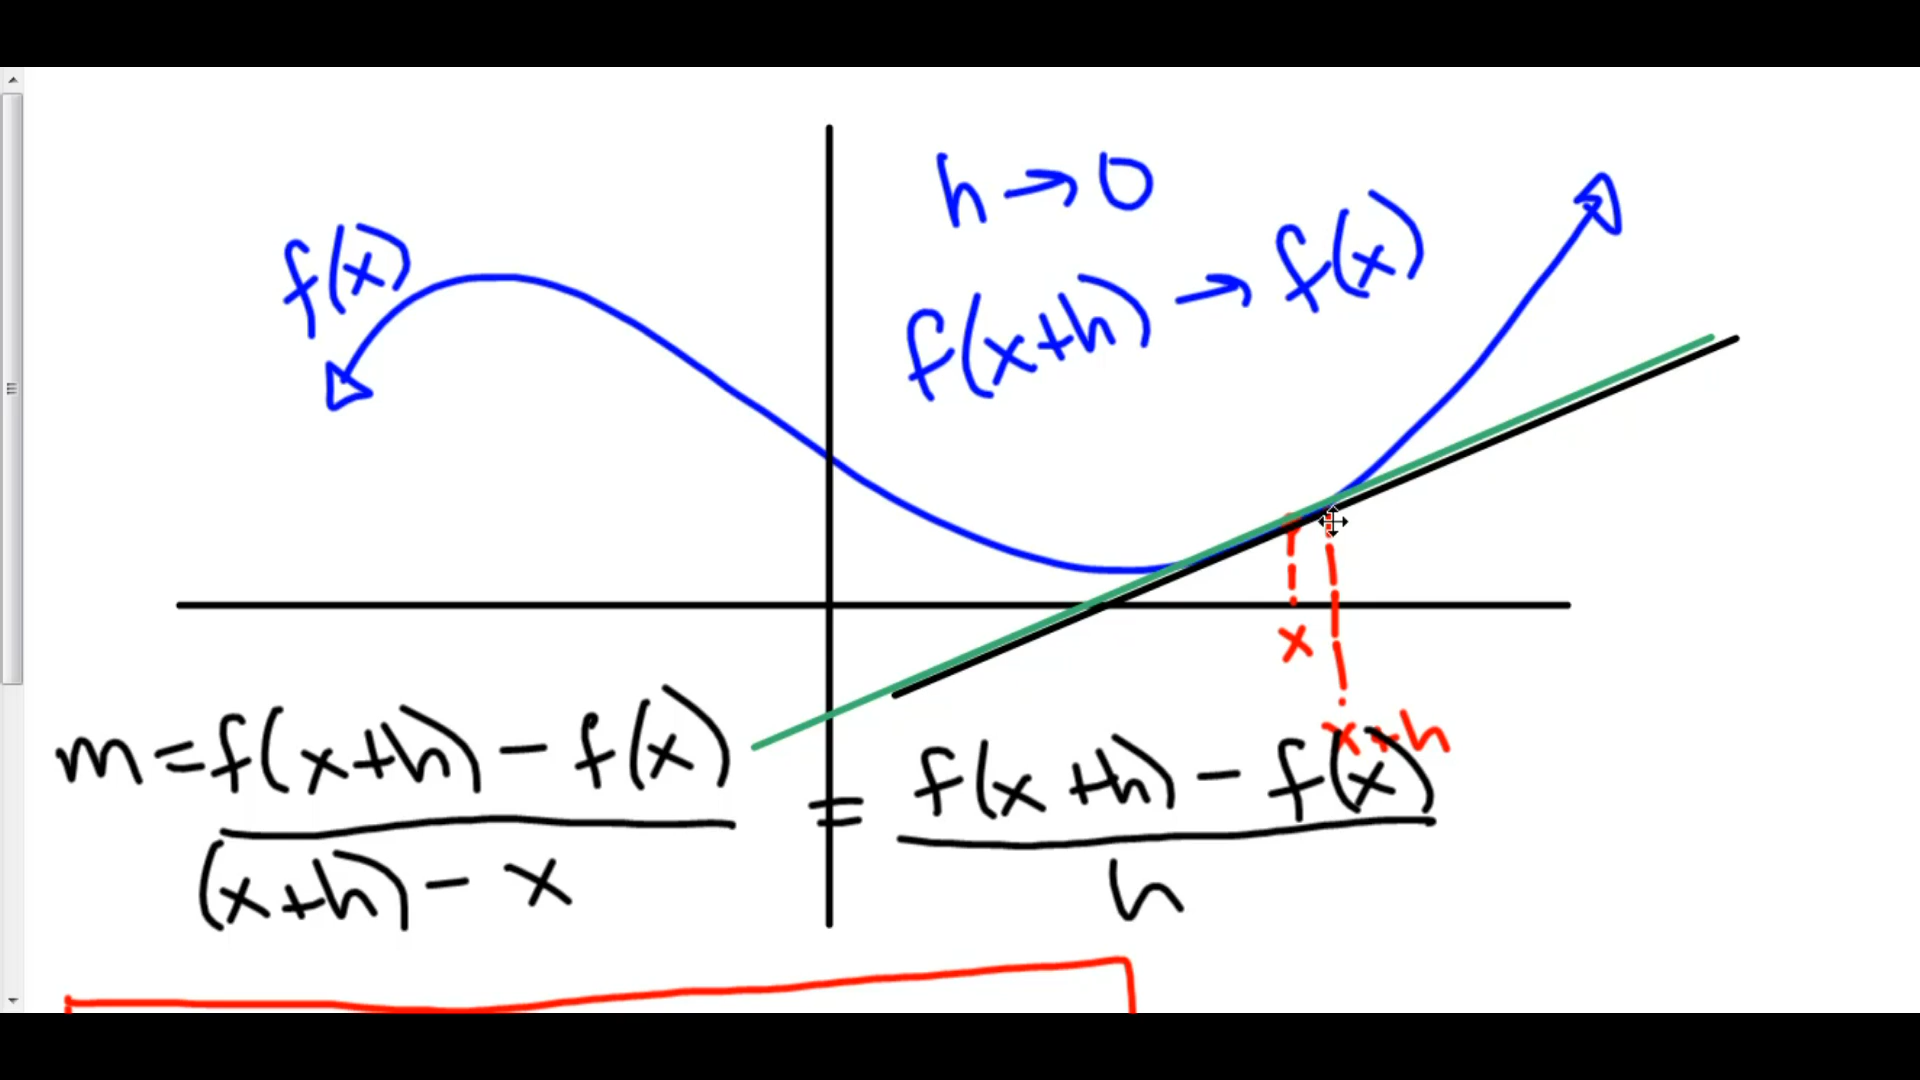 h → 0
f(x)
f(x+h) → f(x)
x
x+h
m = f(x+h) - f(x)
(x+h) - x
= f(x+h) - f(x)
h